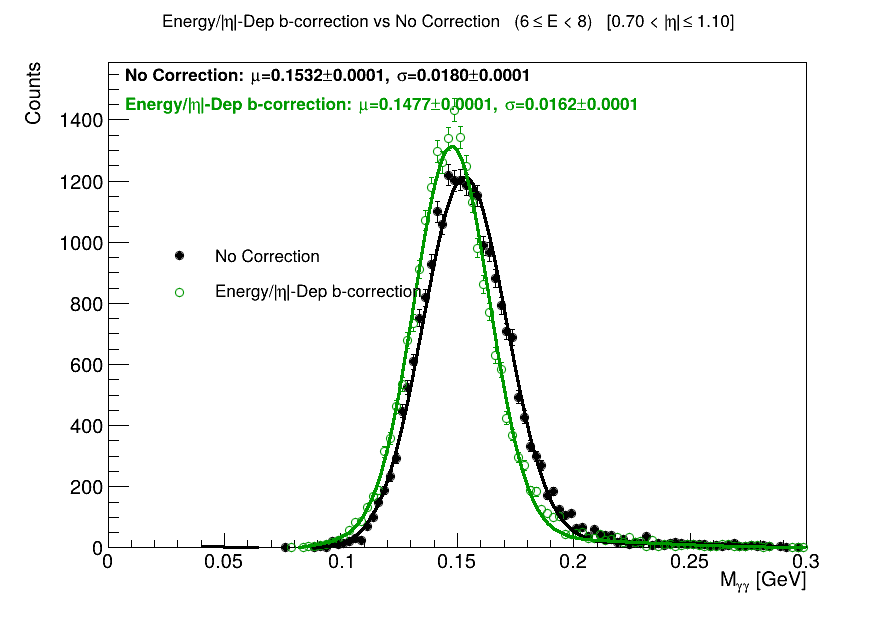 Energy/|η|-Dep b-correction vs No Correction (6 ≤ E < 8) [0.70 < |η| ≤ 1.10]
Counts
No Correction: μ=0.1532±0.0001, σ=0.0180±0.0001
Energy/|η|-Dep b-correction: μ=0.1477±0.0001, σ=0.0162±0.0001
1400
1200
1000
800
600
400
200
0
No Correction
Energy/|η|-Dep b-correction
0 0.05 0.1 0.15 0.2 0.25 0.3
Mγγ [GeV]